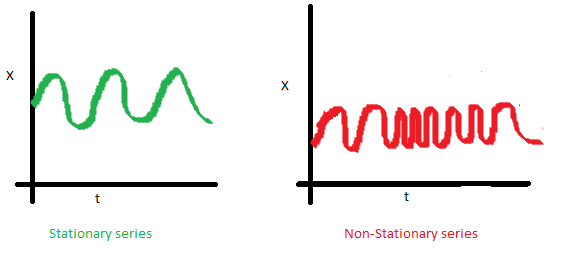 X
t
Stationary series
X
t
Non-Stationary series